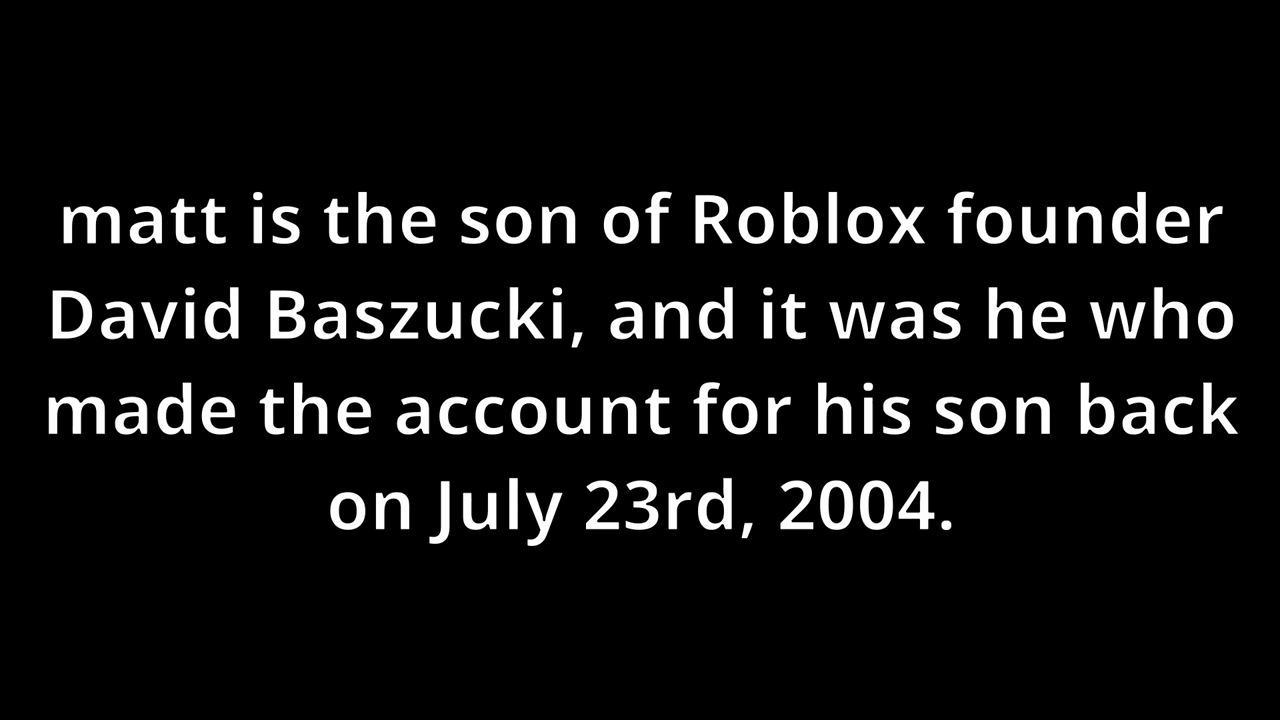 matt is the son of Roblox founder
David Baszucki, and it was he who
made the account for his son back
on July 23rd, 2004.